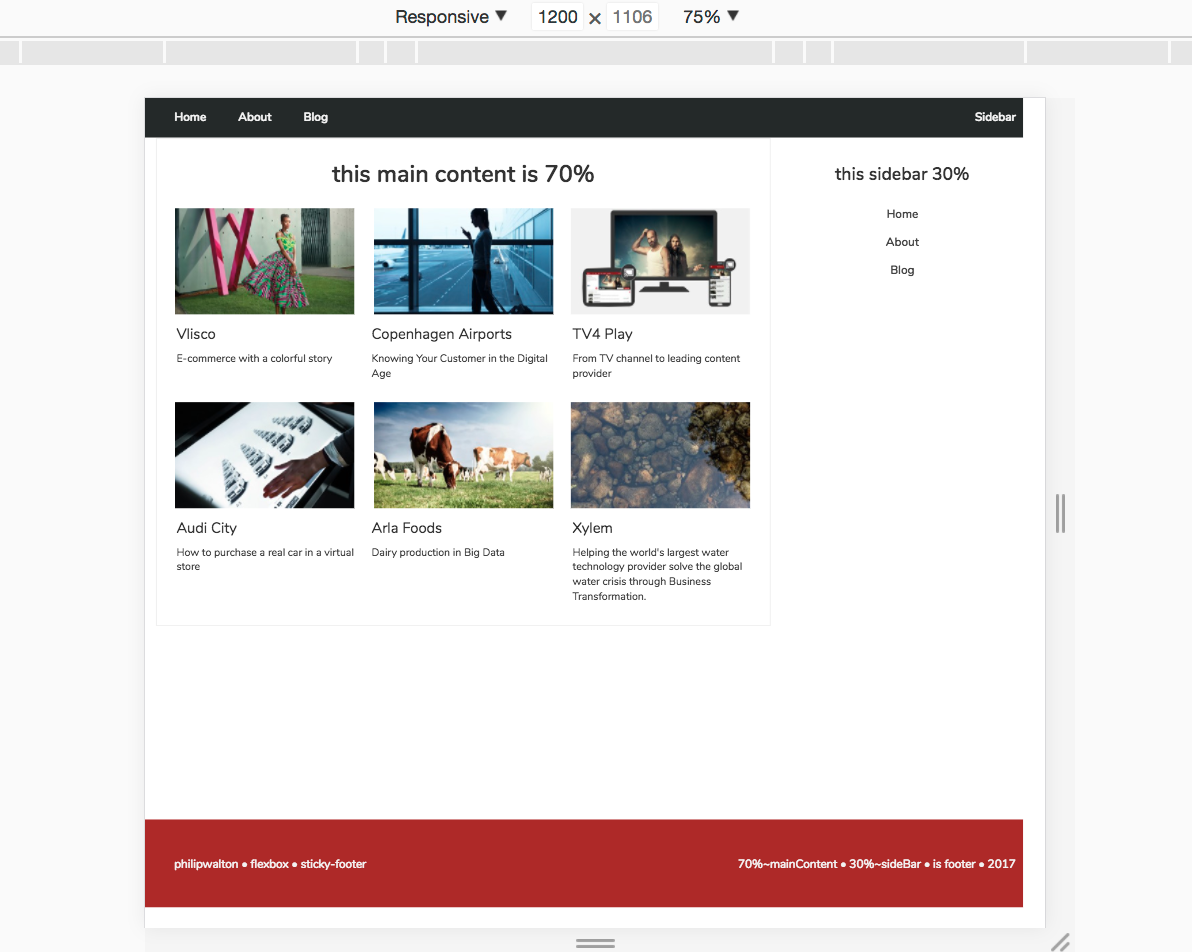 Responsive ▼ 1200 × 1106 75% ▼
Home About Blog Sidebar
this main content is 70%
Vlisco
E-commerce with a colorful story
Copenhagen Airports
Knowing Your Customer in the Digital
Age
TV4 Play
From TV channel to leading content
provider
Audi City
How to purchase a real car in a virtual
store
Arla Foods
Dairy production in Big Data
Xylem
Helping the world's largest water
technology provider solve the global
water crisis through Business
Transformation.
this sidebar 30%
Home
About
Blog
philipwalton • flexbox • sticky-footer
70%~mainContent • 30%~sideBar • is footer • 2017